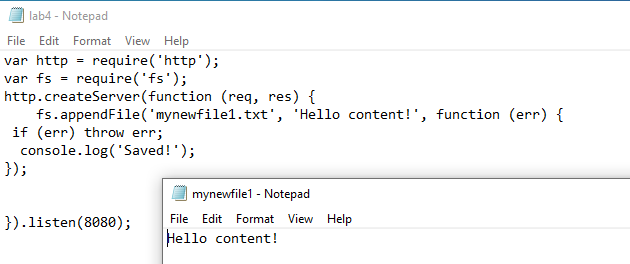 lab4 - Notepad
File Edit Format View Help
var http = require('http');
var fs = require('fs');
http.createServer(function (req, res) {
    fs.appendFile('mynewfile1.txt', 'Hello content!', function (err) {
 if (err) throw err;
  console.log('Saved!');
});
}).listen(8080);
mynewfile1 - Notepad
File Edit Format View Help
Hello content!